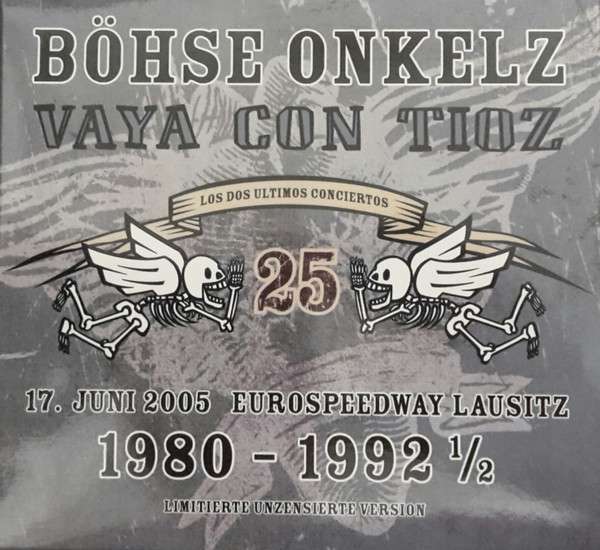 BÖHSE ONKELZ
VAYA CON TIOZ
LOS DOS ULTIMOS CONCIERTOS
25
17. JUNI 2005 EUROSPEEDWAY LAUSITZ
1980 - 1992 ½
LIMITIERTE UNZENSIERTE VERSION